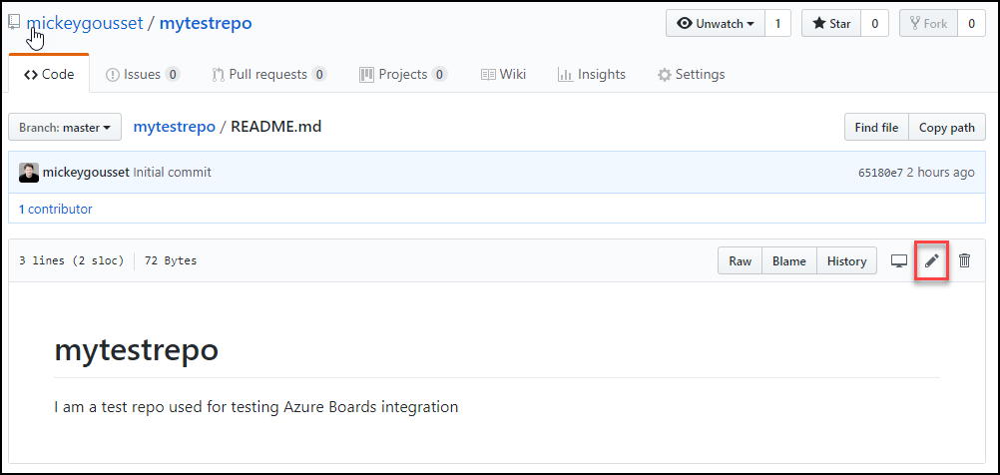 mickeygousset / mytestrepo
Unwatch 1 Star 0 Fork 0
Code Issues 0 Pull requests 0 Projects 0 Wiki Insights Settings
Branch: master mytestrepo / README.md Find file Copy path
mickeygousset Initial commit 65180e7 2 hours ago
1 contributor
3 lines (2 sloc) 72 Bytes Raw Blame History
mytestrepo
I am a test repo used for testing Azure Boards integration